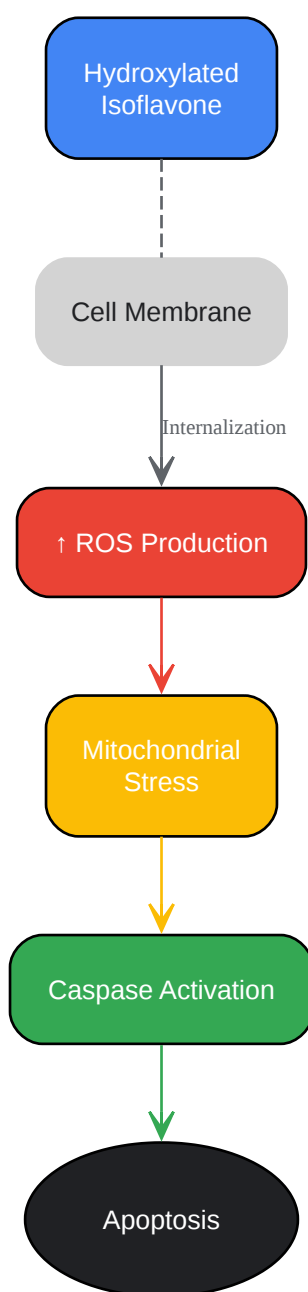 Hydroxylated
Isoflavone
Cell Membrane
Internalization
↑ ROS Production
Mitochondrial
Stress
Caspase Activation
Apoptosis